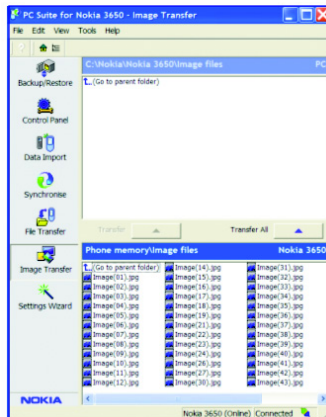 PC Suite for Nokia 3650 - Image Transfer
File Edit View Tools Help
Backup/Restore
Control Panel
Data Import
Synchronise
File Transfer
Image Transfer
Settings Wizard
NOKIA
C:\Nokia\Nokia 3650\Image files PC
(Go to parent folder)
Transfer Transfer All
Phone memory\Image files Nokia 3650
(Go to parent folder) Image(14).jpg Image(31).jpg
Image(01).jpg Image(15).jpg Image(32).jpg
Image(02).jpg Image(16).jpg Image(33).jpg
Image(03).jpg Image(17).jpg Image(34).jpg
Image(04).jpg Image(18).jpg Image(35).jpg
Image(05).jpg Image(19).jpg Image(36).jpg
Image(06).jpg Image(21).jpg Image(37).jpg
Image(07).jpg Image(22).jpg Image(38).jpg
Image(08).jpg Image(23).jpg Image(39).jpg
Image(09).jpg Image(24).jpg Image(40).jpg
Image(10).jpg Image(26).jpg Image(41).jpg
Image(11).jpg Image(27).jpg Image(42).jpg
Image(12).jpg Image(30).jpg Image(43).jpg
Nokia 3650 (Online) Connected